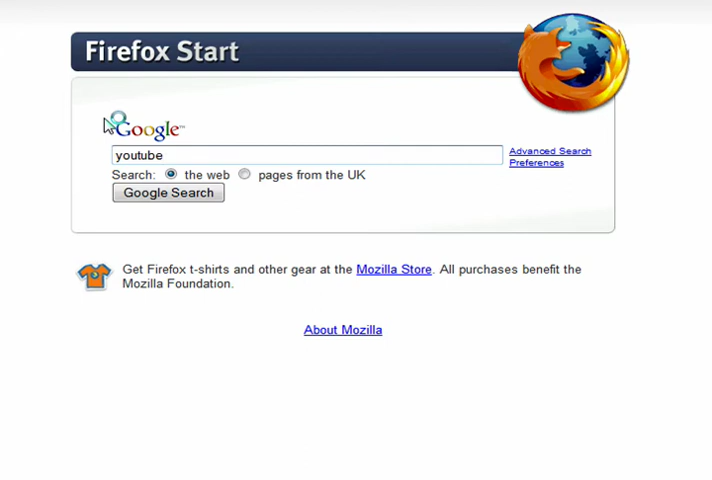 Firefox Start
Google™
youtube
Advanced Search
Preferences
Search: the web pages from the UK
Google Search
Get Firefox t-shirts and other gear at the Mozilla Store. All purchases benefit the
Mozilla Foundation.
About Mozilla